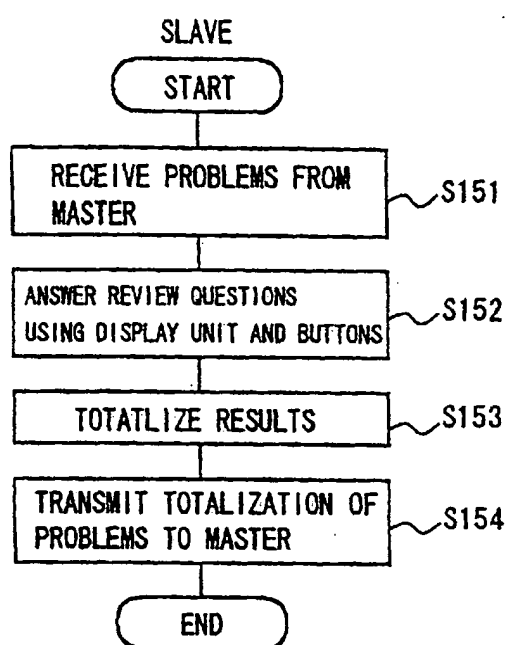 SLAVE
START
RECEIVE PROBLEMS FROM
MASTER
S151
ANSWER REVIEW QUESTIONS
USING DISPLAY UNIT AND BUTTONS
S152
TOTATLIZE RESULTS
S153
TRANSMIT TOTALIZATION OF
PROBLEMS TO MASTER
S154
END